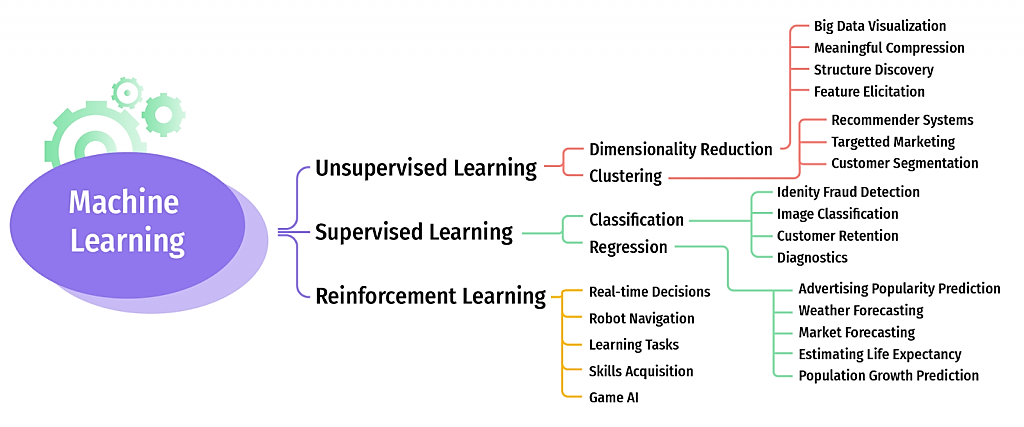 Machine
Learning
Unsupervised Learning
Dimensionality Reduction
Big Data Visualization
Meaningful Compression
Structure Discovery
Feature Elicitation
Clustering
Recommender Systems
Targetted Marketing
Customer Segmentation
Supervised Learning
Classification
Idenity Fraud Detection
Image Classification
Customer Retention
Diagnostics
Regression
Advertising Popularity Prediction
Weather Forecasting
Market Forecasting
Estimating Life Expectancy
Population Growth Prediction
Reinforcement Learning
Real-time Decisions
Robot Navigation
Learning Tasks
Skills Acquisition
Game AI